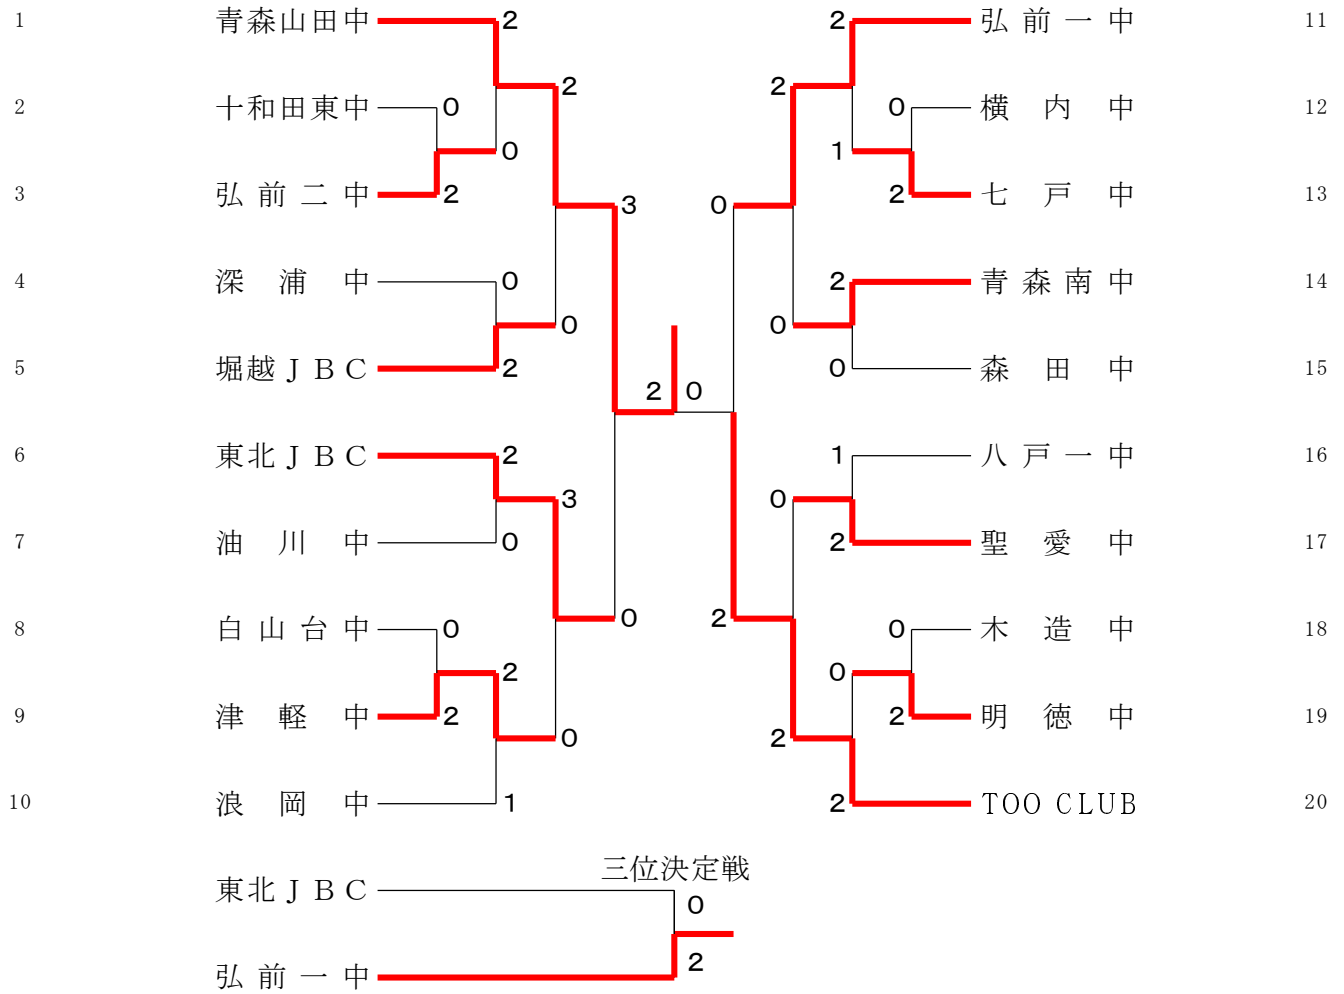 1 青森山田中 2 2 弘前一中 11
2 2
2 十和田東中 0 0 横内中 12
0 1
3 弘前二中 2 2 七戸中 13
3 0
4 深浦中 0 2 青森南中 14
0 0
5 堀越ＪＢＣ 2 0 森田中 15
2 0
6 東北ＪＢＣ 2 1 八戸一中 16
3 0
7 油川中 0 2 聖愛中 17
0 2
8 白山台中 0 0 木造中 18
2 0
9 津軽中 2 2 明徳中 19
0 2
10 浪岡中 1 2 TOO CLUB 20
三位決定戦
東北ＪＢＣ 0
弘前一中 2